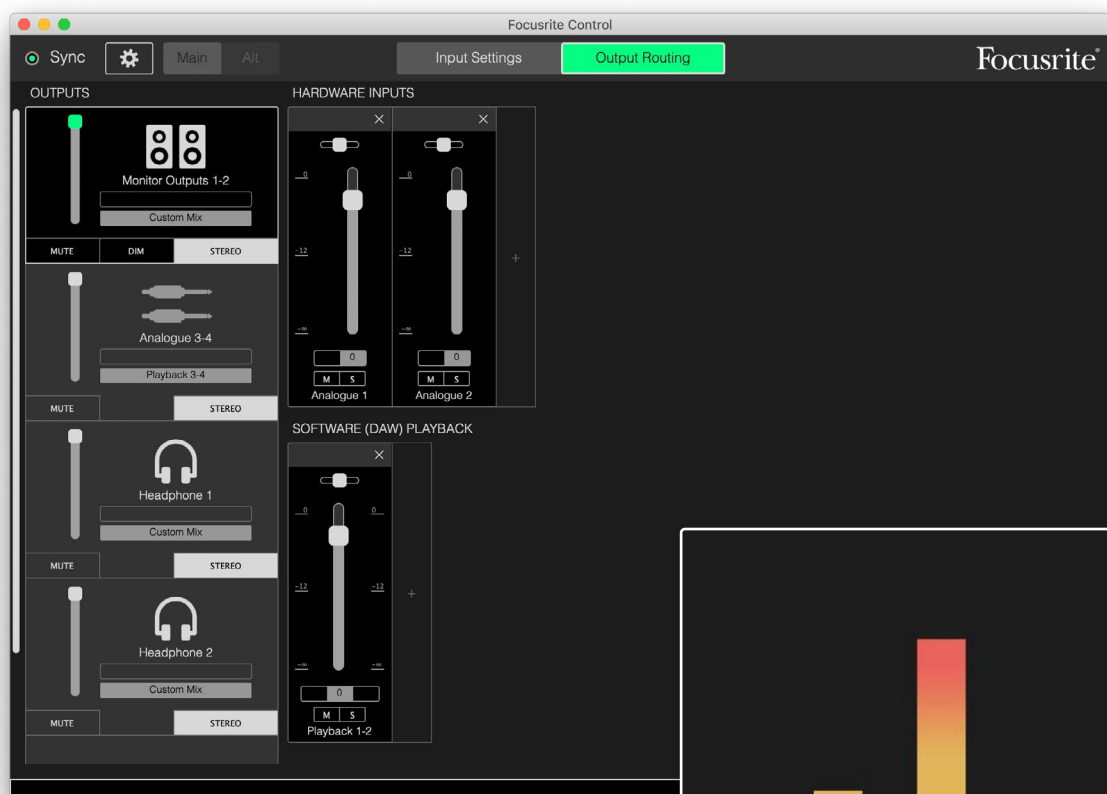 Focusrite Control
Sync
Main
Alt
Input Settings
Output Routing
Focusrite®
OUTPUTS
Monitor Outputs 1-2
Custom Mix
MUTE DIM STEREO
Analogue 3-4
Playback 3-4
MUTE STEREO
Headphone 1
Custom Mix
MUTE STEREO
Headphone 2
Custom Mix
MUTE STEREO
HARDWARE INPUTS
0 0
-12 -12
-∞ -∞
0 0
M S M S
Analogue 1 Analogue 2
+
SOFTWARE (DAW) PLAYBACK
0 0
-12 -12
-∞ -∞
0
M S
Playback 1-2
+